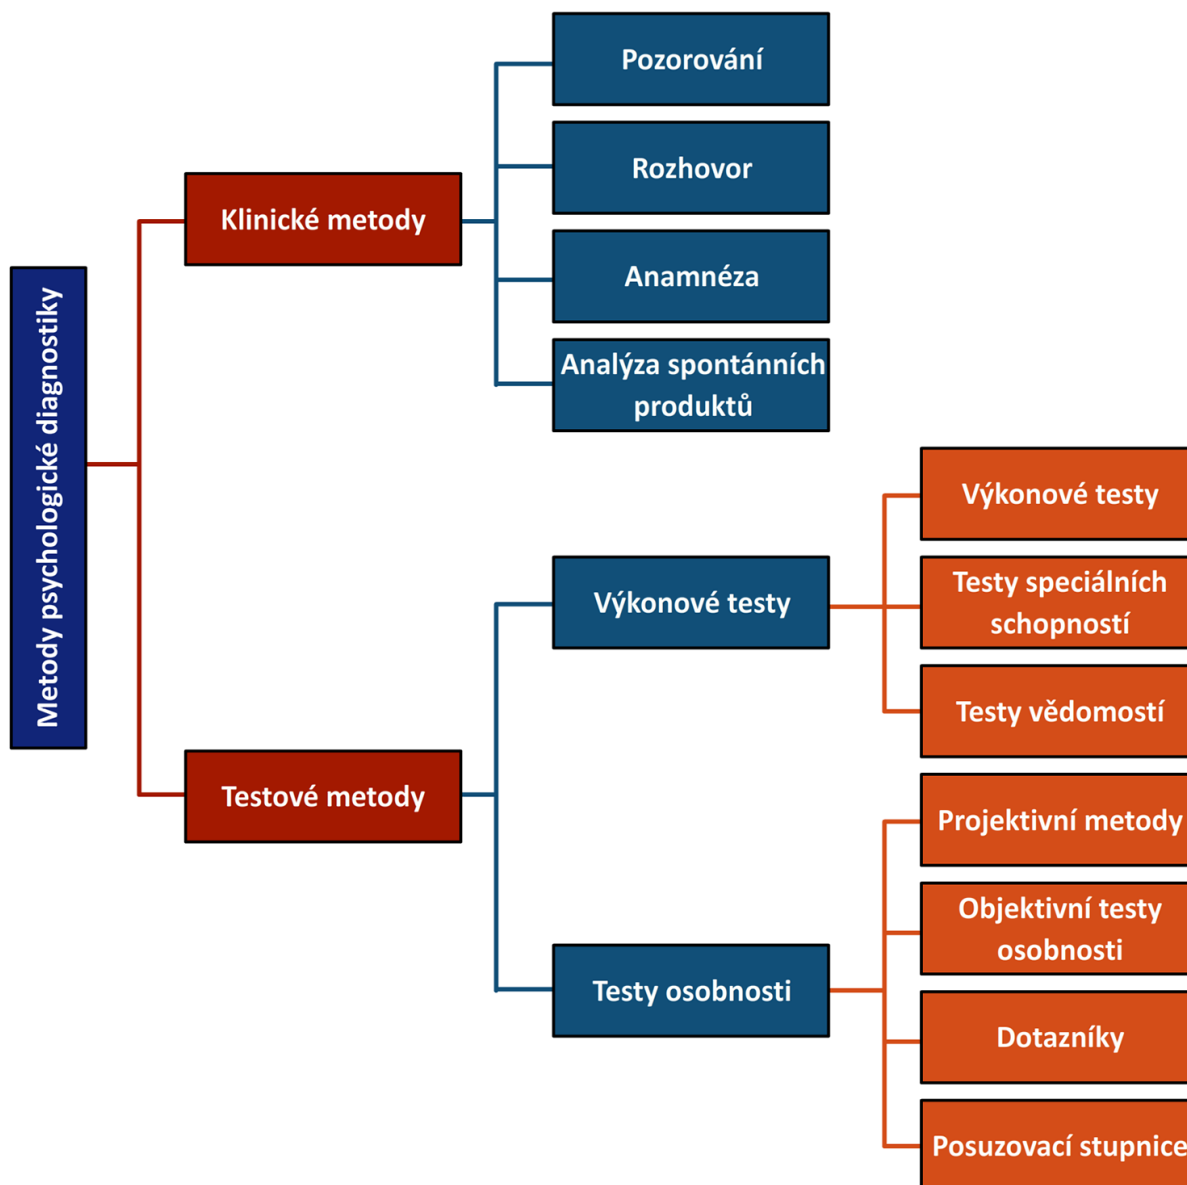 Metody psychologické diagnostiky
Klinické metody
Pozorování
Rozhovor
Anamnéza
Analýza spontánních
produktů
Testové metody
Výkonové testy
Výkonové testy
Testy speciálních
schopností
Testy vědomostí
Testy osobnosti
Projektivní metody
Objektivní testy
osobnosti
Dotazníky
Posuzovací stupnice